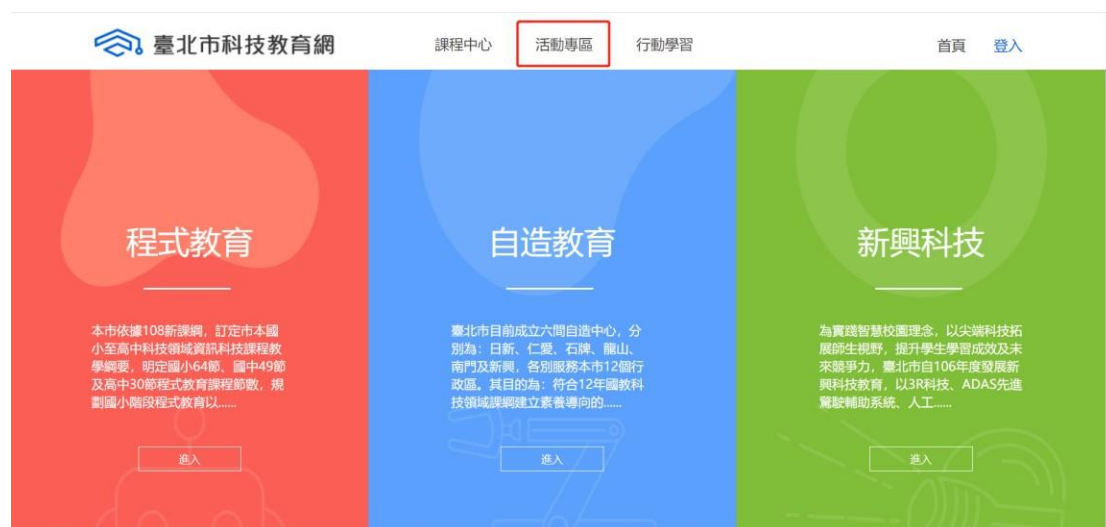 臺北市科技教育網
課程中心
活動專區
行動學習
首頁
登入
程式教育
本市依據108新課綱，訂定市本國
小至高中科技領域資訊科技課程教
學綱要，明定國小64節、國中49節
及高中30節程式教育課程節數，規
劃國小階段程式教育以......
進入
自造教育
臺北市目前成立六間自造中心，分
別為：日新、仁愛、石牌、龍山、
南門及新興，各別服務本市12個行
政區。其目的為：符合12年國教科
技領域課綱建立素養導向的......
進入
新興科技
為實踐智慧校園理念，以尖端科技拓
展師生視野，提升學生學習成效及未
來競爭力，臺北市自106年度發展新
興科技教育，以3R科技、ADAS先進
駕駛輔助系統、人工......
進入